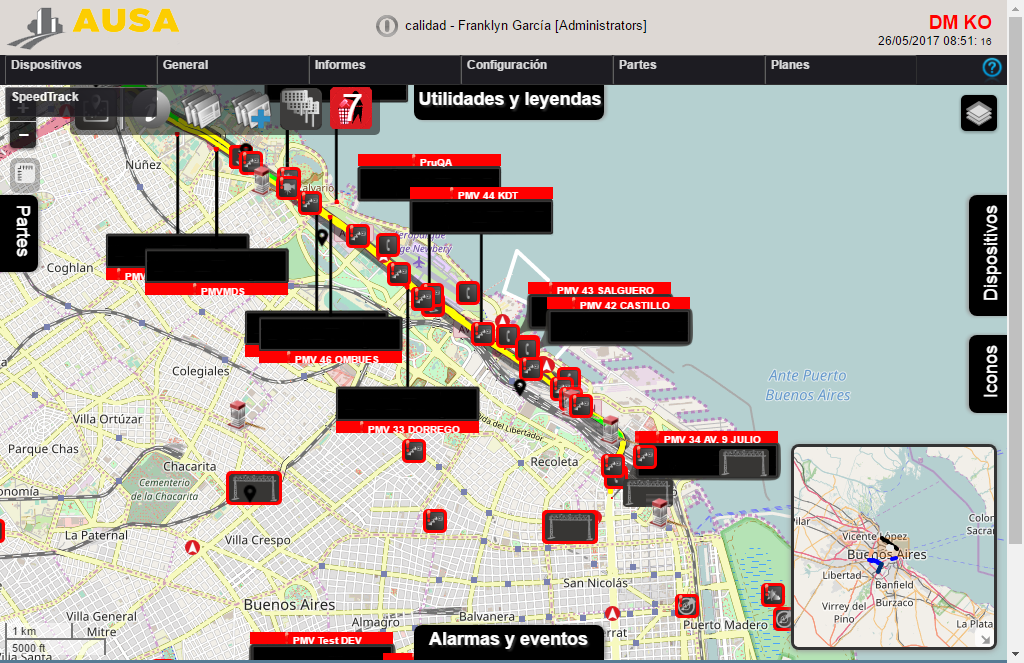 AUSA
calidad - Franklyn García [Administrators]
DM KO
26/05/2017 08:51: 16
Dispositivos
General
Informes
Configuración
Partes
Planes
SpeedTrack
7
Utilidades y leyendas
Partes
Dispositivos
Iconos
Núñez
Coghlan
Colegiales
Villa Ortúzar
Parque Chas
Chacarita
Cementerio
de la Chacarita
La Paternal
Villa Crespo
Villa General
Mitre
Buenos Aires
Almagro
Balvanera
San Nicolás
Recoleta
Puerto Madero
Ante Puerto
Buenos Aires
PruQA
PMV 44 KDT
PMV
PMVMDS
PMV 43 SALGUERO
PMV 42 CASTILLO
PMV 46 OMBUES
PMV 33 DORREGO
PMV 34 AV. 9 JULIO
PMV Test DEV
Alarmas y eventos
1 km
5000 ft
Pilar
Vicente López
Buenos Aires
Libertad
Banfield
Burzaco
Virrey del
Pino
La Plata
Colon
Sacra